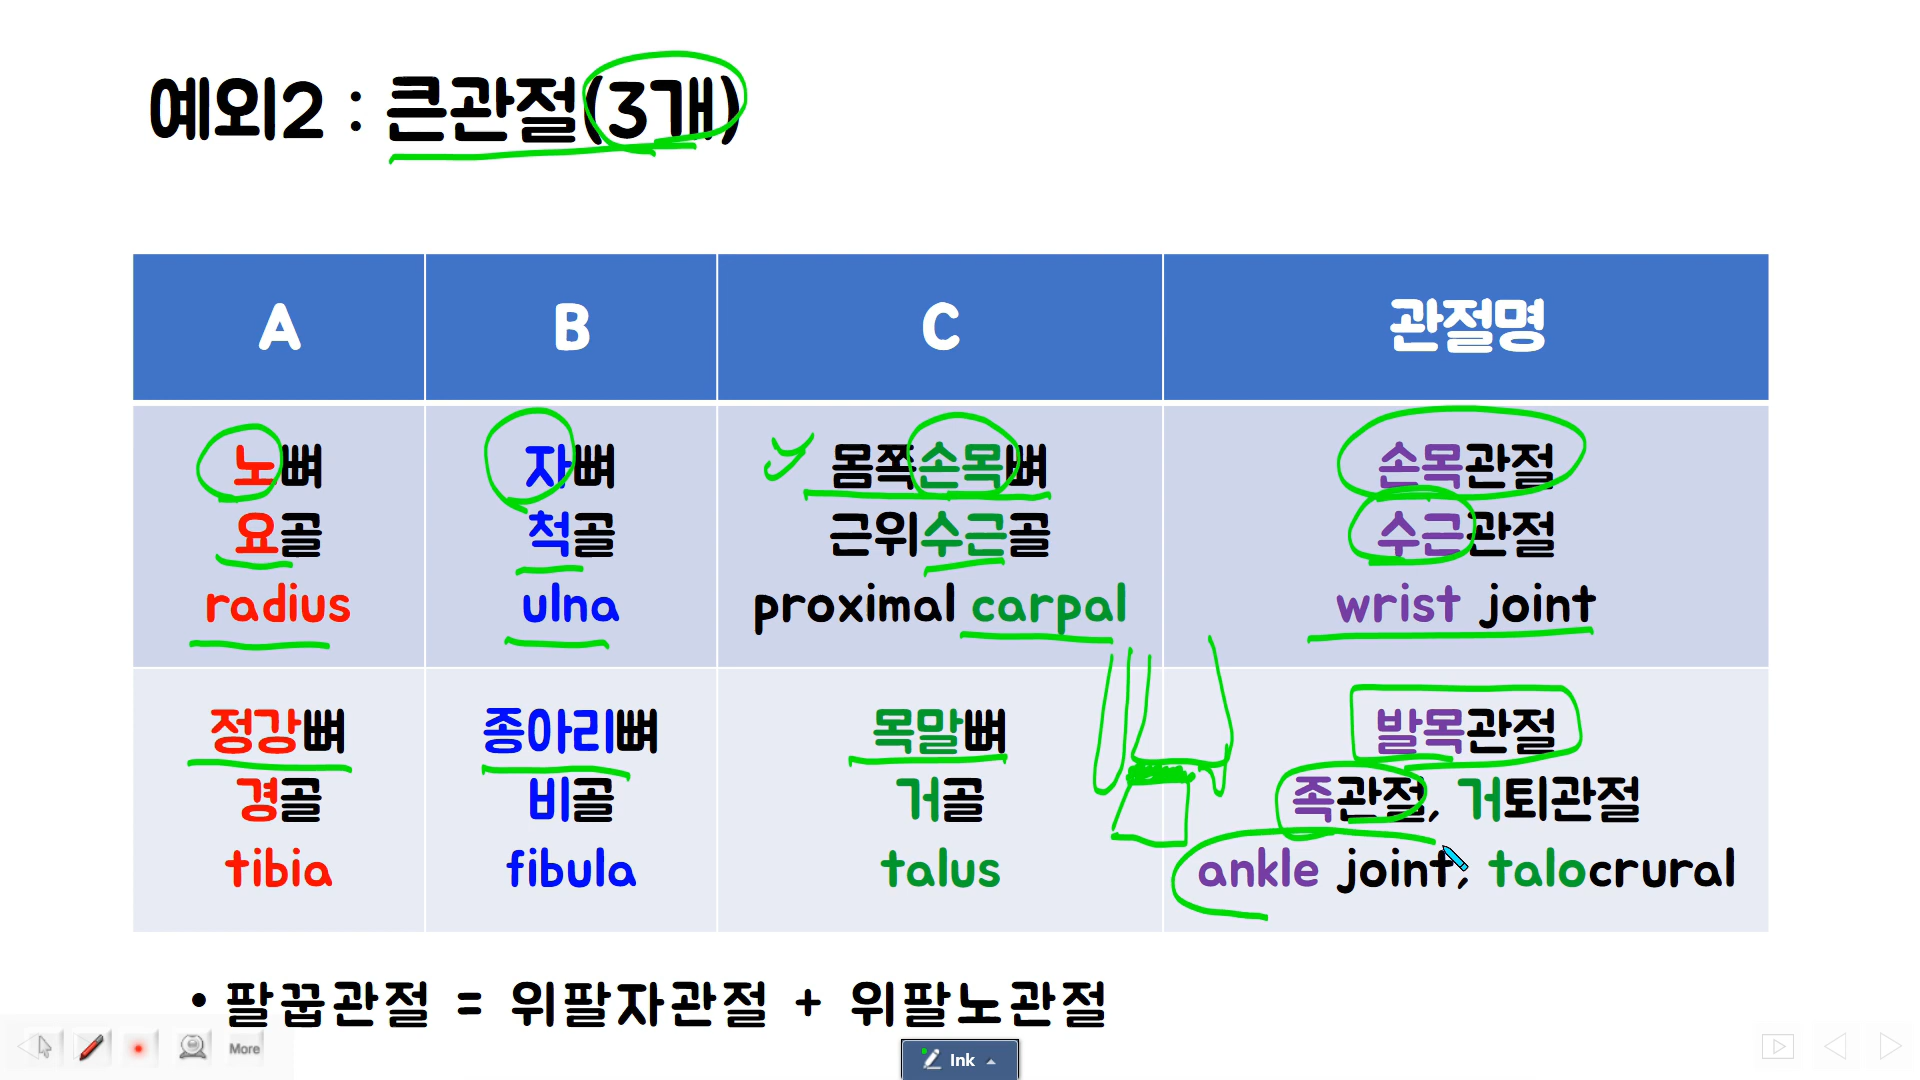 예외2 : 큰관절(3개)
A B C 관절명
노뼈 자뼈 몸쪽손목뼈 손목관절
요골 척골 근위수근골 수근관절
radius ulna proximal carpal wrist joint
정강뼈 종아리뼈 목말뼈 발목관절
경골 비골 거골 족관절, 거퇴관절
tibia fibula talus ankle joint, talocrural
• 팔꿉관절 = 위팔자관절 + 위팔노관절
More
Ink